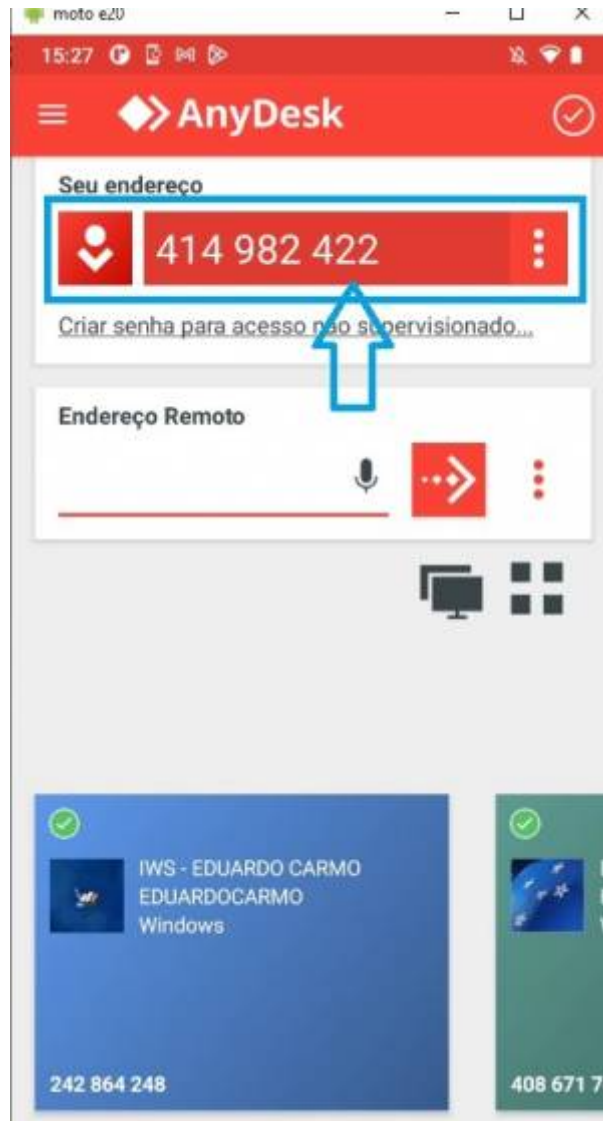 moto e20
15:27
AnyDesk
Seu endereço
414 982 422
Criar senha para acesso não supervisionado...
Endereço Remoto
IWS - EDUARDO CARMO
EDUARDOCARMO
Windows
242 864 248
408 671 7